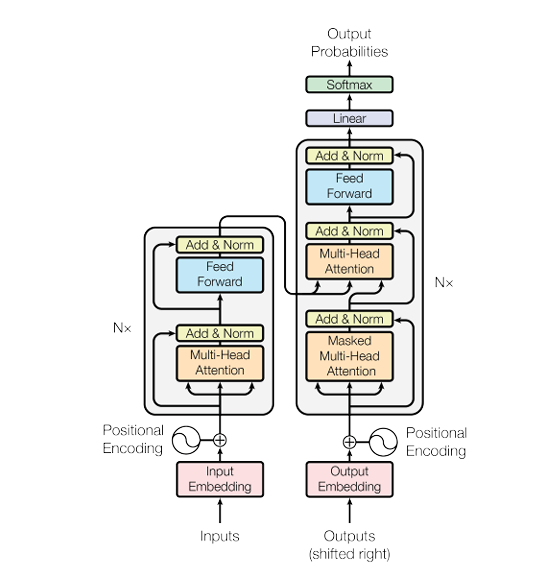 Output
Probabilities
Softmax
Linear
Add & Norm
Feed
Forward
Add & Norm
Multi-Head
Attention
Add & Norm
Masked
Multi-Head
Attention
N×
Add & Norm
Feed
Forward
N×
Add & Norm
Multi-Head
Attention
Positional
Encoding
Positional
Encoding
Input
Embedding
Output
Embedding
Inputs
Outputs
(shifted right)